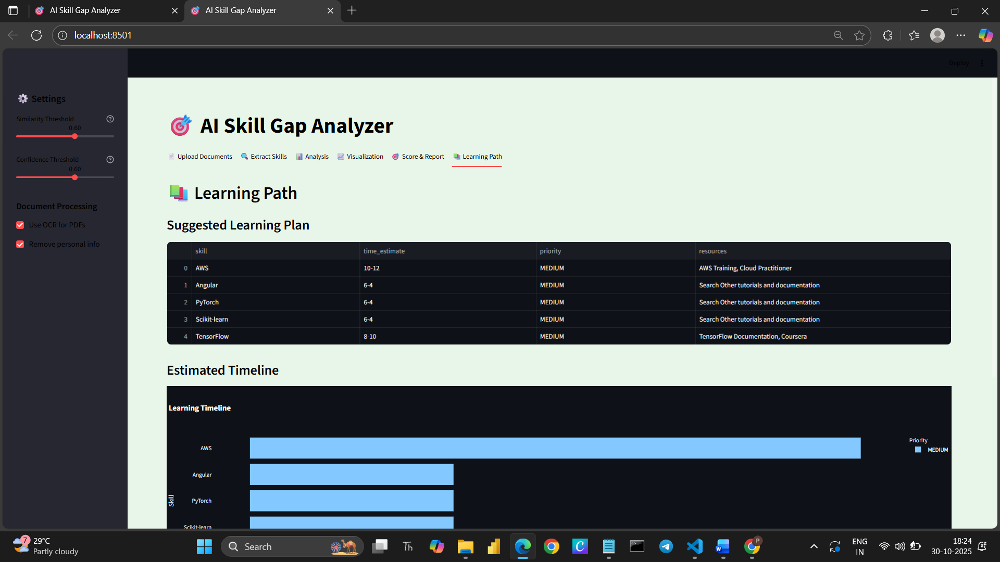 AI Skill Gap Analyzer
AI Skill Gap Analyzer
localhost:8501
Deploy
Settings
Similarity Threshold
0.60
Confidence Threshold
0.60
Document Processing
Use OCR for PDFs
Remove personal info
AI Skill Gap Analyzer
Upload Documents Extract Skills Analysis Visualization Score & Report Learning Path
Learning Path
Suggested Learning Plan
skill time_estimate priority resources
0 AWS 10-12 MEDIUM AWS Training, Cloud Practitioner
1 Angular 6-4 MEDIUM Search Other tutorials and documentation
2 PyTorch 6-4 MEDIUM Search Other tutorials and documentation
3 Scikit-learn 6-4 MEDIUM Search Other tutorials and documentation
4 TensorFlow 8-10 MEDIUM TensorFlow Documentation, Coursera
Estimated Timeline
Learning Timeline
Priority
MEDIUM
AWS
Angular
PyTorch
Scikit-learn
Skill
7
29°C
Partly cloudy
Search
Th
C
W
P
ENG
IN
18:24
30-10-2025